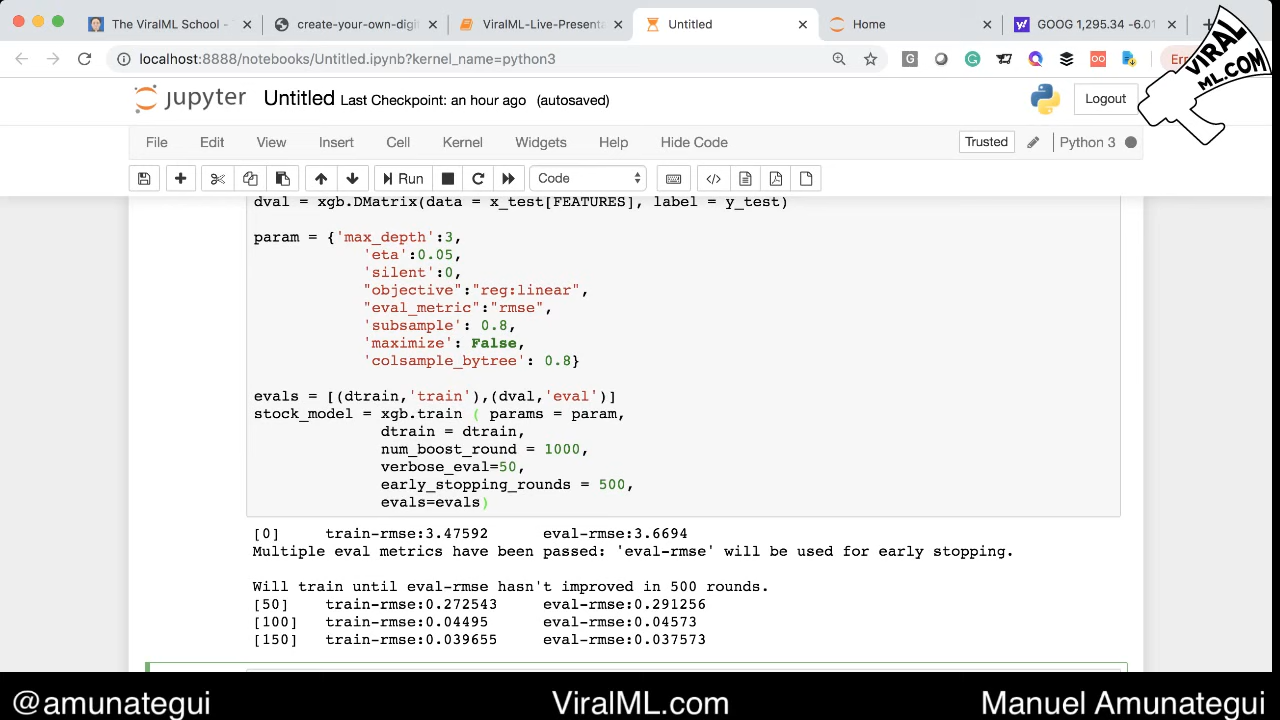 The ViralML School -
create-your-own-digi
ViralML-Live-Presenta
Untitled
Home
GOOG 1,295.34 -6.01
localhost:8888/notebooks/Untitled.ipynb?kernel_name=python3
VIRAL
ML.COM
jupyter Untitled Last Checkpoint: an hour ago (autosaved)
Logout
File Edit View Insert Cell Kernel Widgets Help Hide Code
Trusted
Python 3
Run
Code
dval = xgb.DMatrix(data = x_test[FEATURES], label = y_test)
param = {'max_depth':3,
'eta':0.05,
'silent':0,
"objective":"reg:linear",
"eval_metric":"rmse",
'subsample': 0.8,
'maximize': False,
'colsample_bytree': 0.8}
evals = [(dtrain,'train'),(dval,'eval')]
stock_model = xgb.train ( params = param,
dtrain = dtrain,
num_boost_round = 1000,
verbose_eval=50,
early_stopping_rounds = 500,
evals=evals)
[0] train-rmse:3.47592 eval-rmse:3.6694
Multiple eval metrics have been passed: 'eval-rmse' will be used for early stopping.
Will train until eval-rmse hasn't improved in 500 rounds.
[50] train-rmse:0.272543 eval-rmse:0.291256
[100] train-rmse:0.04495 eval-rmse:0.04573
[150] train-rmse:0.039655 eval-rmse:0.037573
@amunategui
ViralML.com
Manuel Amunategui